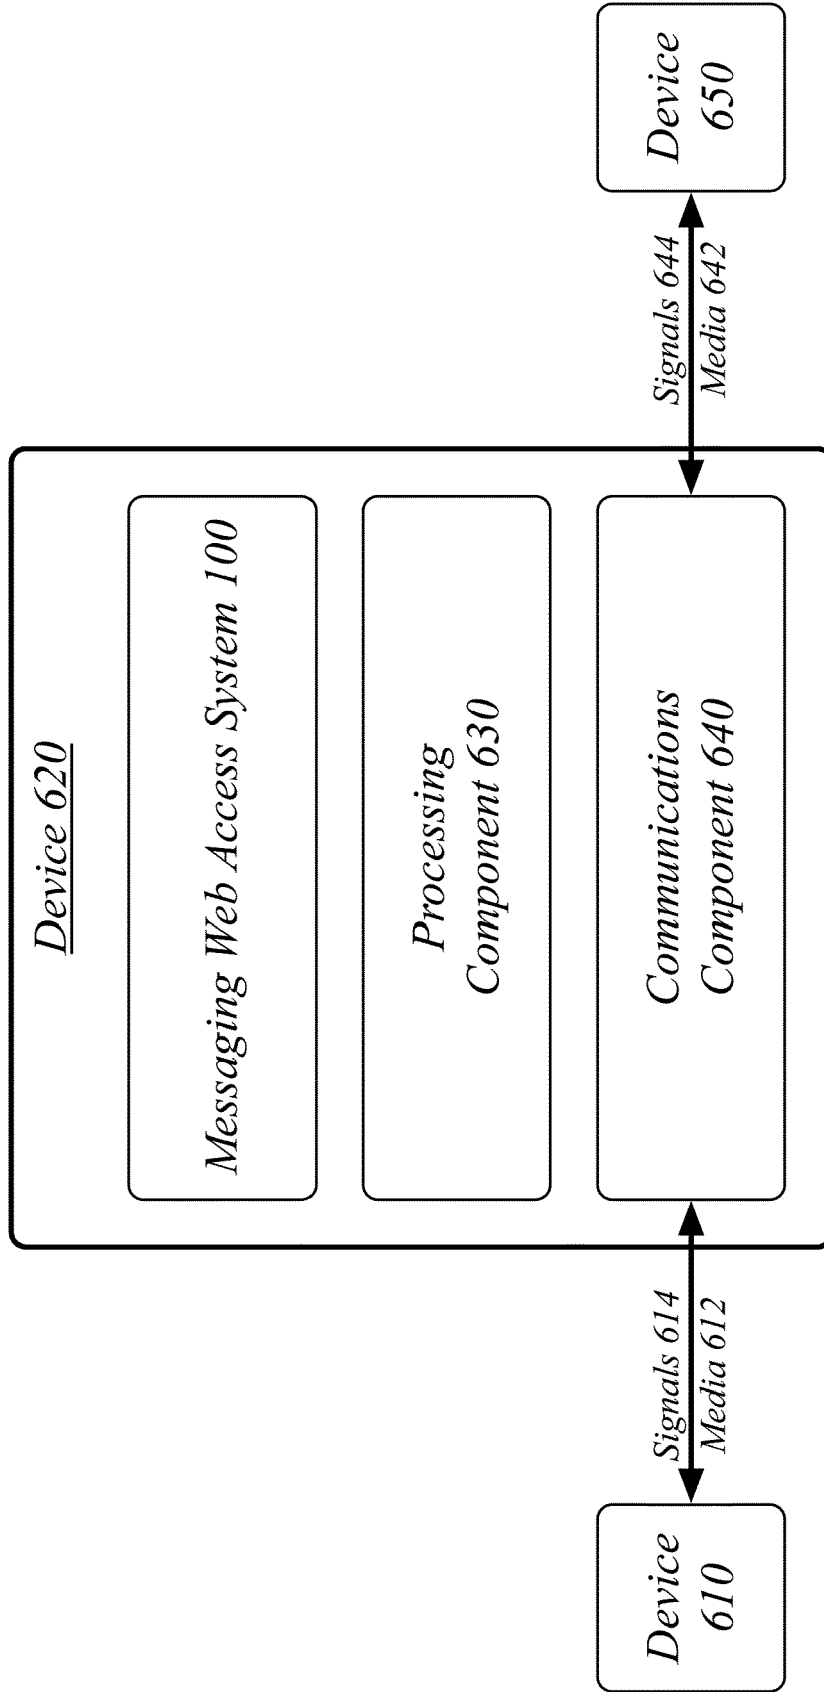 Device 620
Messaging Web Access System 100
Processing
Component 630
Device
610
Signals 614
Media 612
Communications
Component 640
Signals 644
Media 642
Device
650